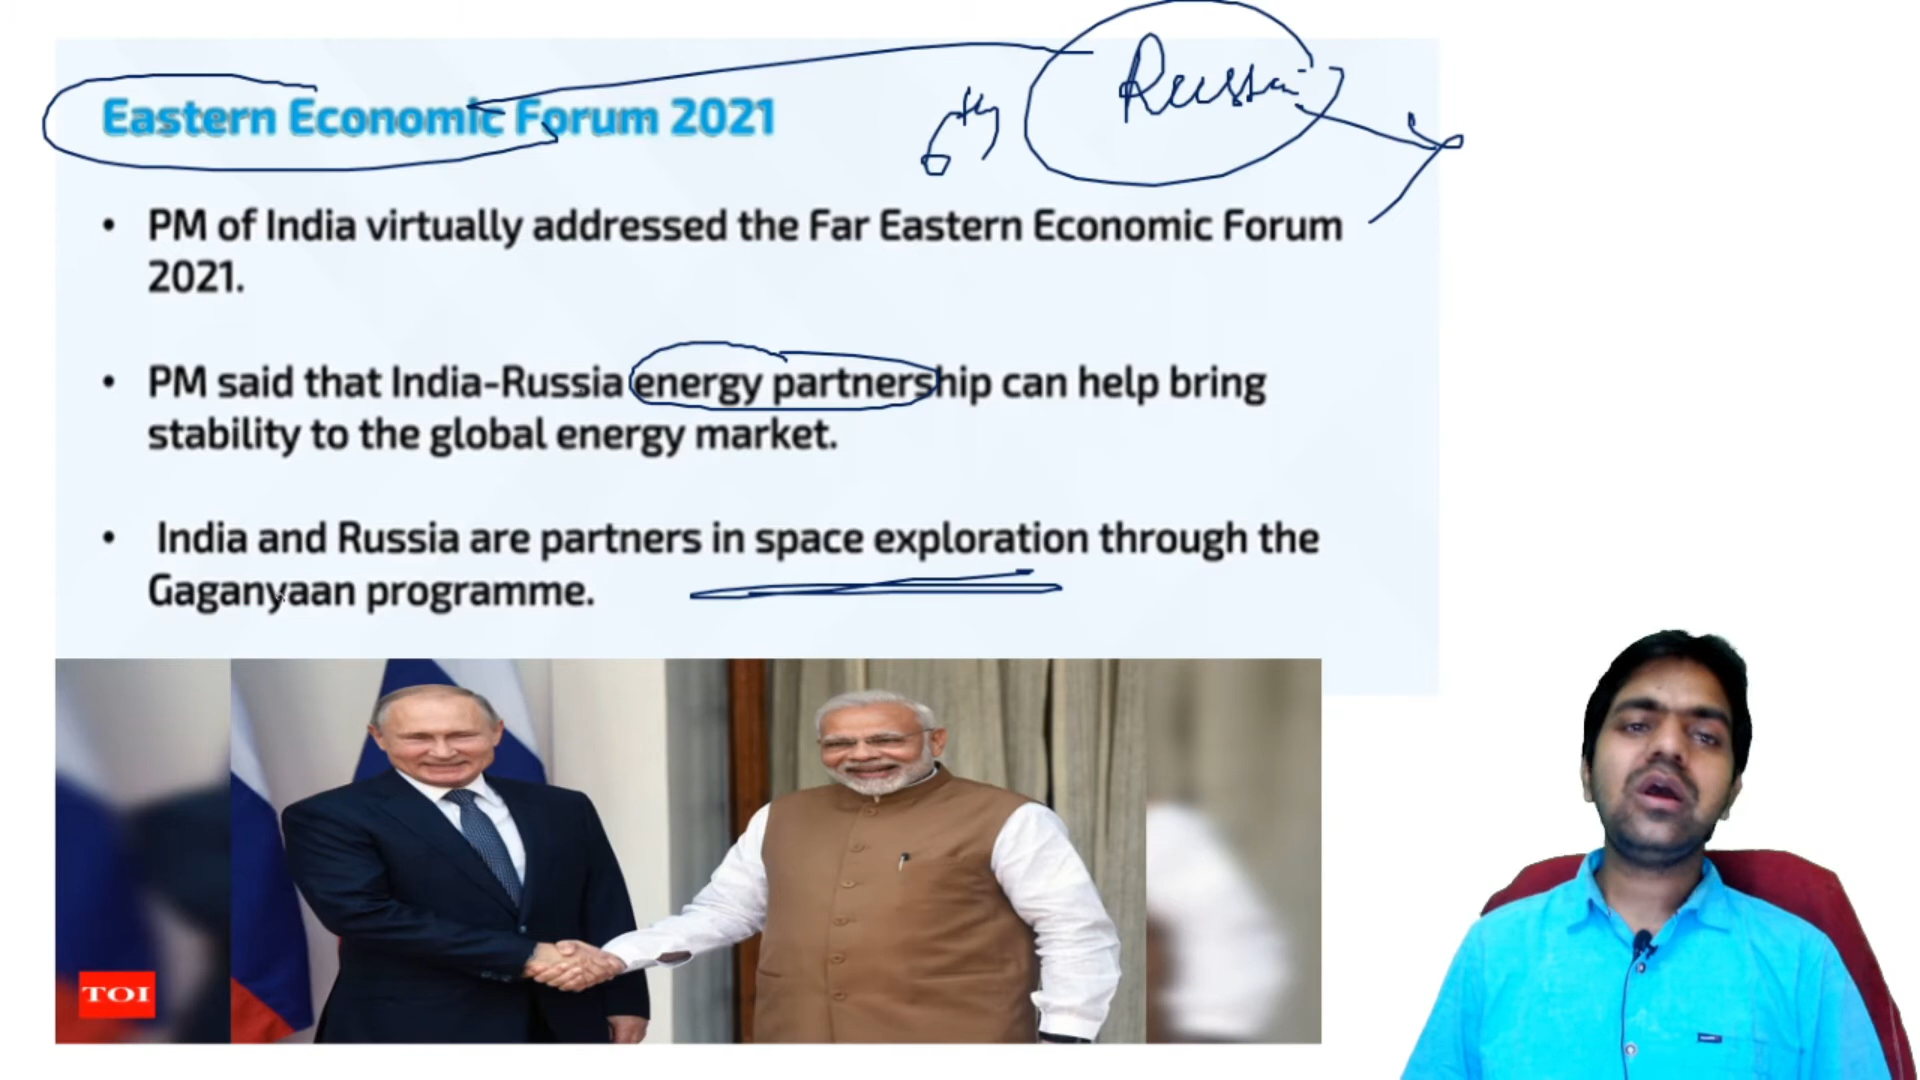 Russia
6th
Eastern Economic Forum 2021
• PM of India virtually addressed the Far Eastern Economic Forum
2021.
• PM said that India-Russia energy partnership can help bring
stability to the global energy market.
• India and Russia are partners in space exploration through the
Gaganyaan programme.
TOI